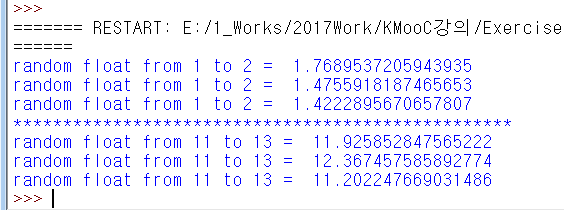 >>>
======= RESTART: E:/1_Works/2017Work/KMooC강의/Exercise
======
random float from 1 to 2 =  1.7689537205943935
random float from 1 to 2 =  1.4755918187465653
random float from 1 to 2 =  1.4222895670657807
**************************************************
random float from 11 to 13 =  11.925852847565222
random float from 11 to 13 =  12.367457585892774
random float from 11 to 13 =  11.202247669031486
>>>